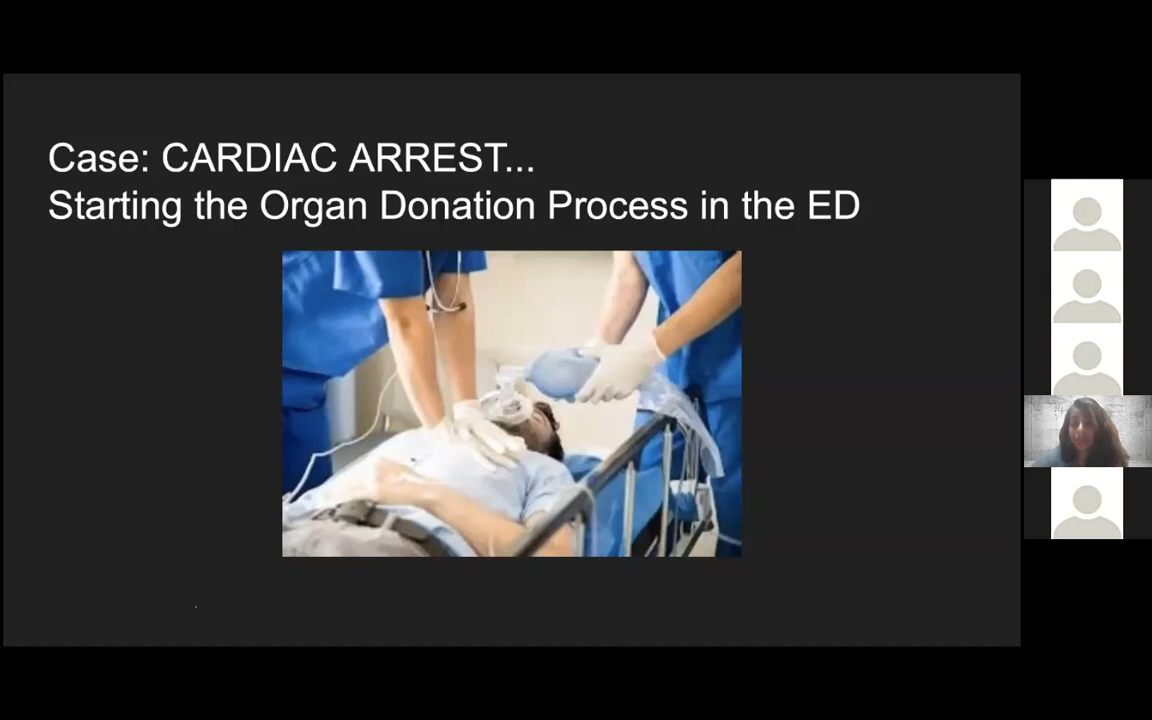 Case: CARDIAC ARREST...
Starting the Organ Donation Process in the ED